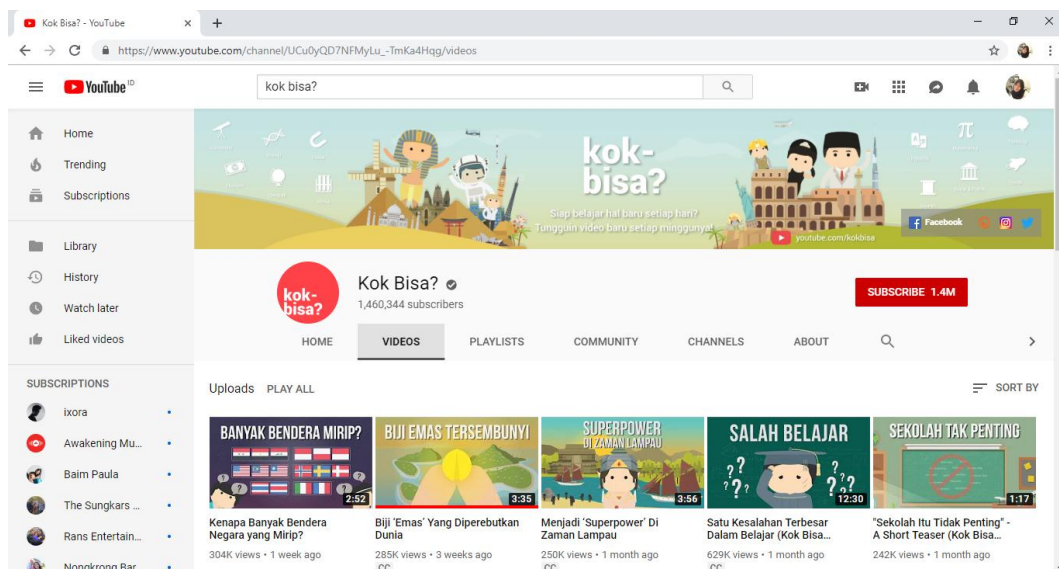 Kok Bisa? - YouTube
https://www.youtube.com/channel/UCu0yQD7NFMyLu_-TmKa4Hqg/videos
YouTube ID
kok bisa?
Home
Trending
Subscriptions
Library
History
Watch later
Liked videos
SUBSCRIPTIONS
ixora
Awakening Mu...
Baim Paula
The Sungkars ...
Rans Entertain...
Nongkrong Bar
kok-
bisa?
Siap belajar hal baru setiap hari?
Tungguin video baru setiap minggunya!
youtube.com/kokbisa
Facebook
kok-
bisa?
Kok Bisa?
1,460,344 subscribers
SUBSCRIBE 1.4M
HOME VIDEOS PLAYLISTS COMMUNITY CHANNELS ABOUT
Uploads PLAY ALL
SORT BY
BANYAK BENDERA MIRIP?
2:52
Kenapa Banyak Bendera
Negara yang Mirip?
304K views • 1 week ago
BIJI EMAS TERSEMBUNYI
3:35
Biji 'Emas' Yang Diperebutkan
Dunia
285K views • 3 weeks ago
CC
SUPERPOWER
DI ZAMAN LAMPAU
3:56
Menjadi 'Superpower' Di
Zaman Lampau
250K views • 1 month ago
CC
SALAH BELAJAR
12:30
Satu Kesalahan Terbesar
Dalam Belajar (Kok Bisa...
629K views • 1 month ago
CC
SEKOLAH TAK PENTING
1:17
"Sekolah Itu Tidak Penting" -
A Short Teaser (Kok Bisa...
242K views • 1 month ago